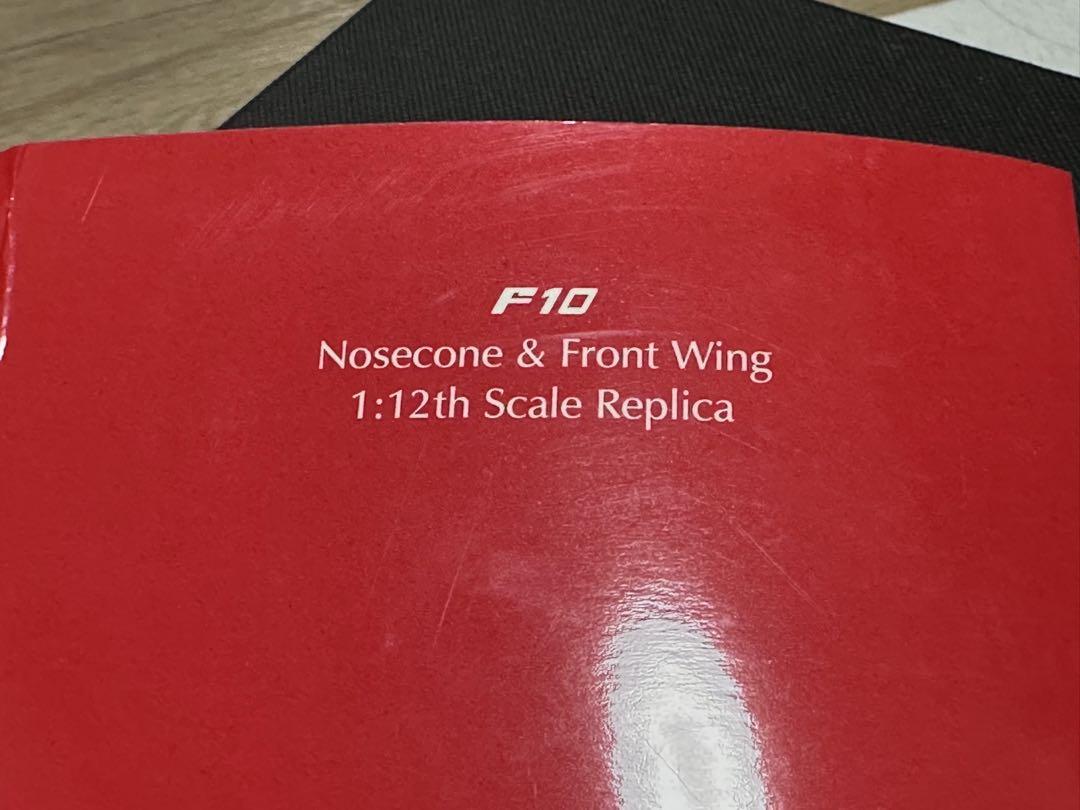 F10
Nosecone & Front Wing
1:12th Scale Replica